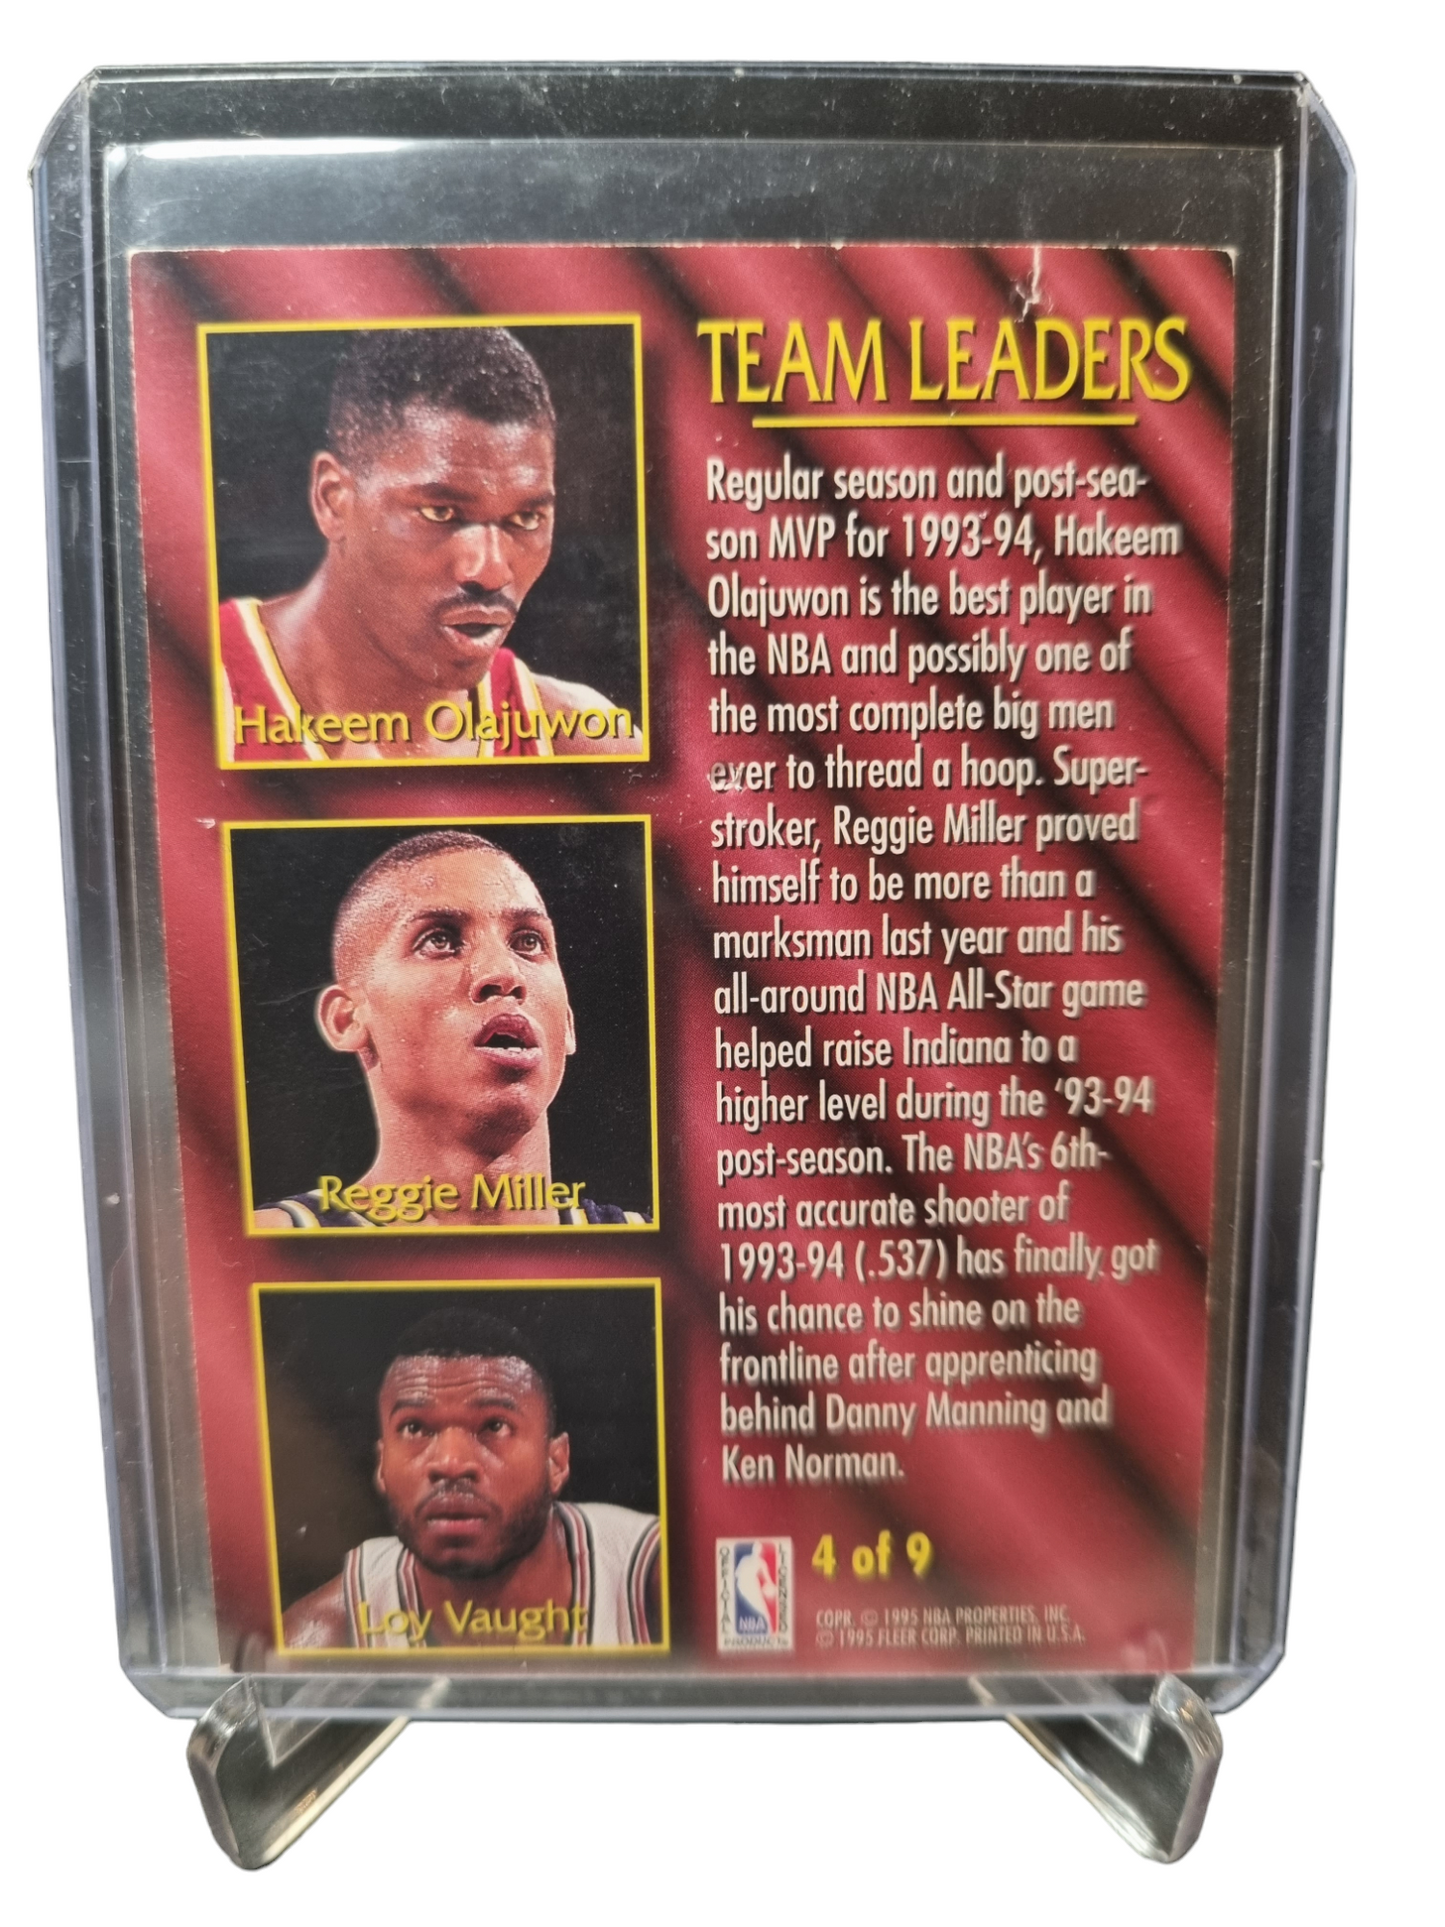 TEAM LEADERS
Regular season and post-sea-
son MVP for 1993-94, Hakeem
Olajuwon is the best player in
the NBA and possibly one of
the most complete big men
ever to thread a hoop. Super-
stroker, Reggie Miller proved
himself to be more than a
marksman last year and his
all-around NBA All-Star game
helped raise Indiana to a
higher level during the '93-94
post-season. The NBA's 6th-
most accurate shooter of
1993-94 (.537) has finally got
his chance to shine on the
frontline after apprenticing
behind Danny Manning and
Ken Norman.
Hakeem Olajuwon
Reggie Miller
Loy Vaught
OFFICIAL
LICENSED
NBA
PRODUCT
4 of 9
COPR. © 1995 NBA PROPERTIES, INC.
© 1995 FLEER CORP. PRINTED IN U.S.A.